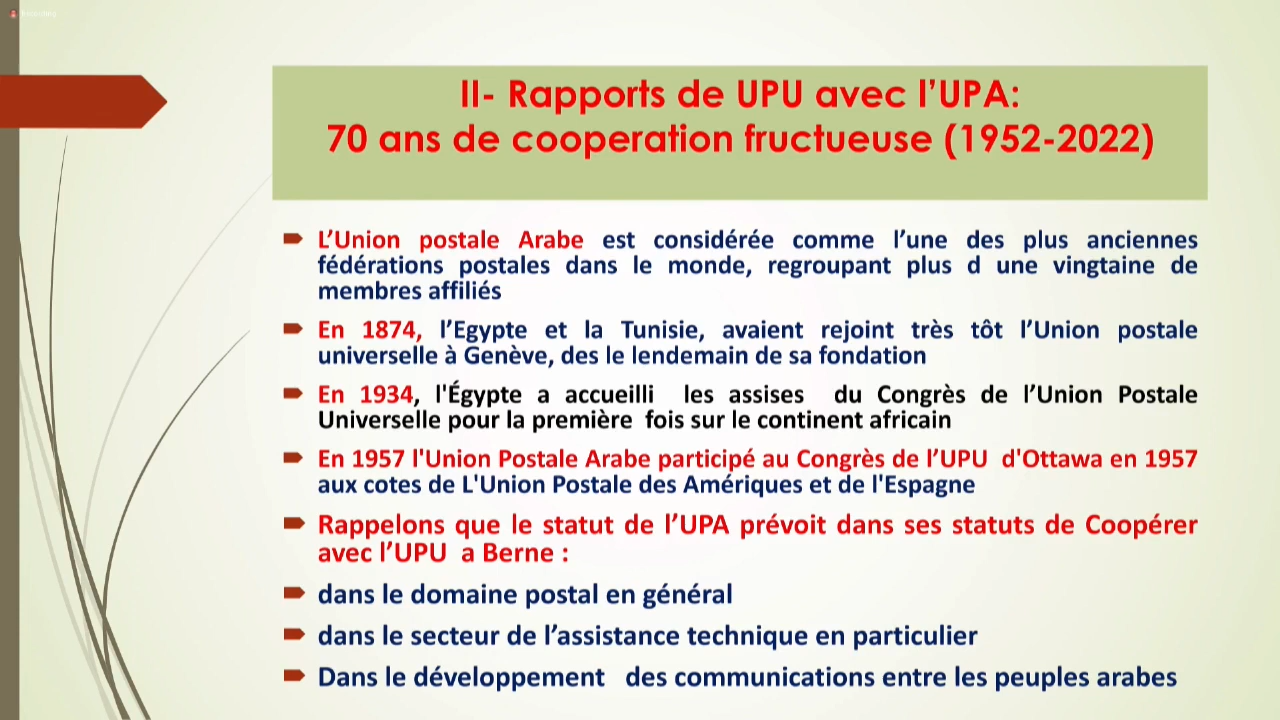 II- Rapports de UPU avec l’UPA:
70 ans de cooperation fructueuse (1952-2022)
L’Union postale Arabe est considérée comme l’une des plus anciennes
fédérations postales dans le monde, regroupant plus d une vingtaine de
membres affiliés
En 1874, l’Egypte et la Tunisie, avaient rejoint très tôt l’Union postale
universelle à Genève, des le lendemain de sa fondation
En 1934, l'Égypte a accueilli les assises du Congrès de l’Union Postale
Universelle pour la première fois sur le continent africain
En 1957 l'Union Postale Arabe participé au Congrès de l’UPU d'Ottawa en 1957
aux cotes de L'Union Postale des Amériques et de l'Espagne
Rappelons que le statut de l’UPA prévoit dans ses statuts de Coopérer
avec l’UPU a Berne :
dans le domaine postal en général
dans le secteur de l’assistance technique en particulier
Dans le développement des communications entre les peuples arabes